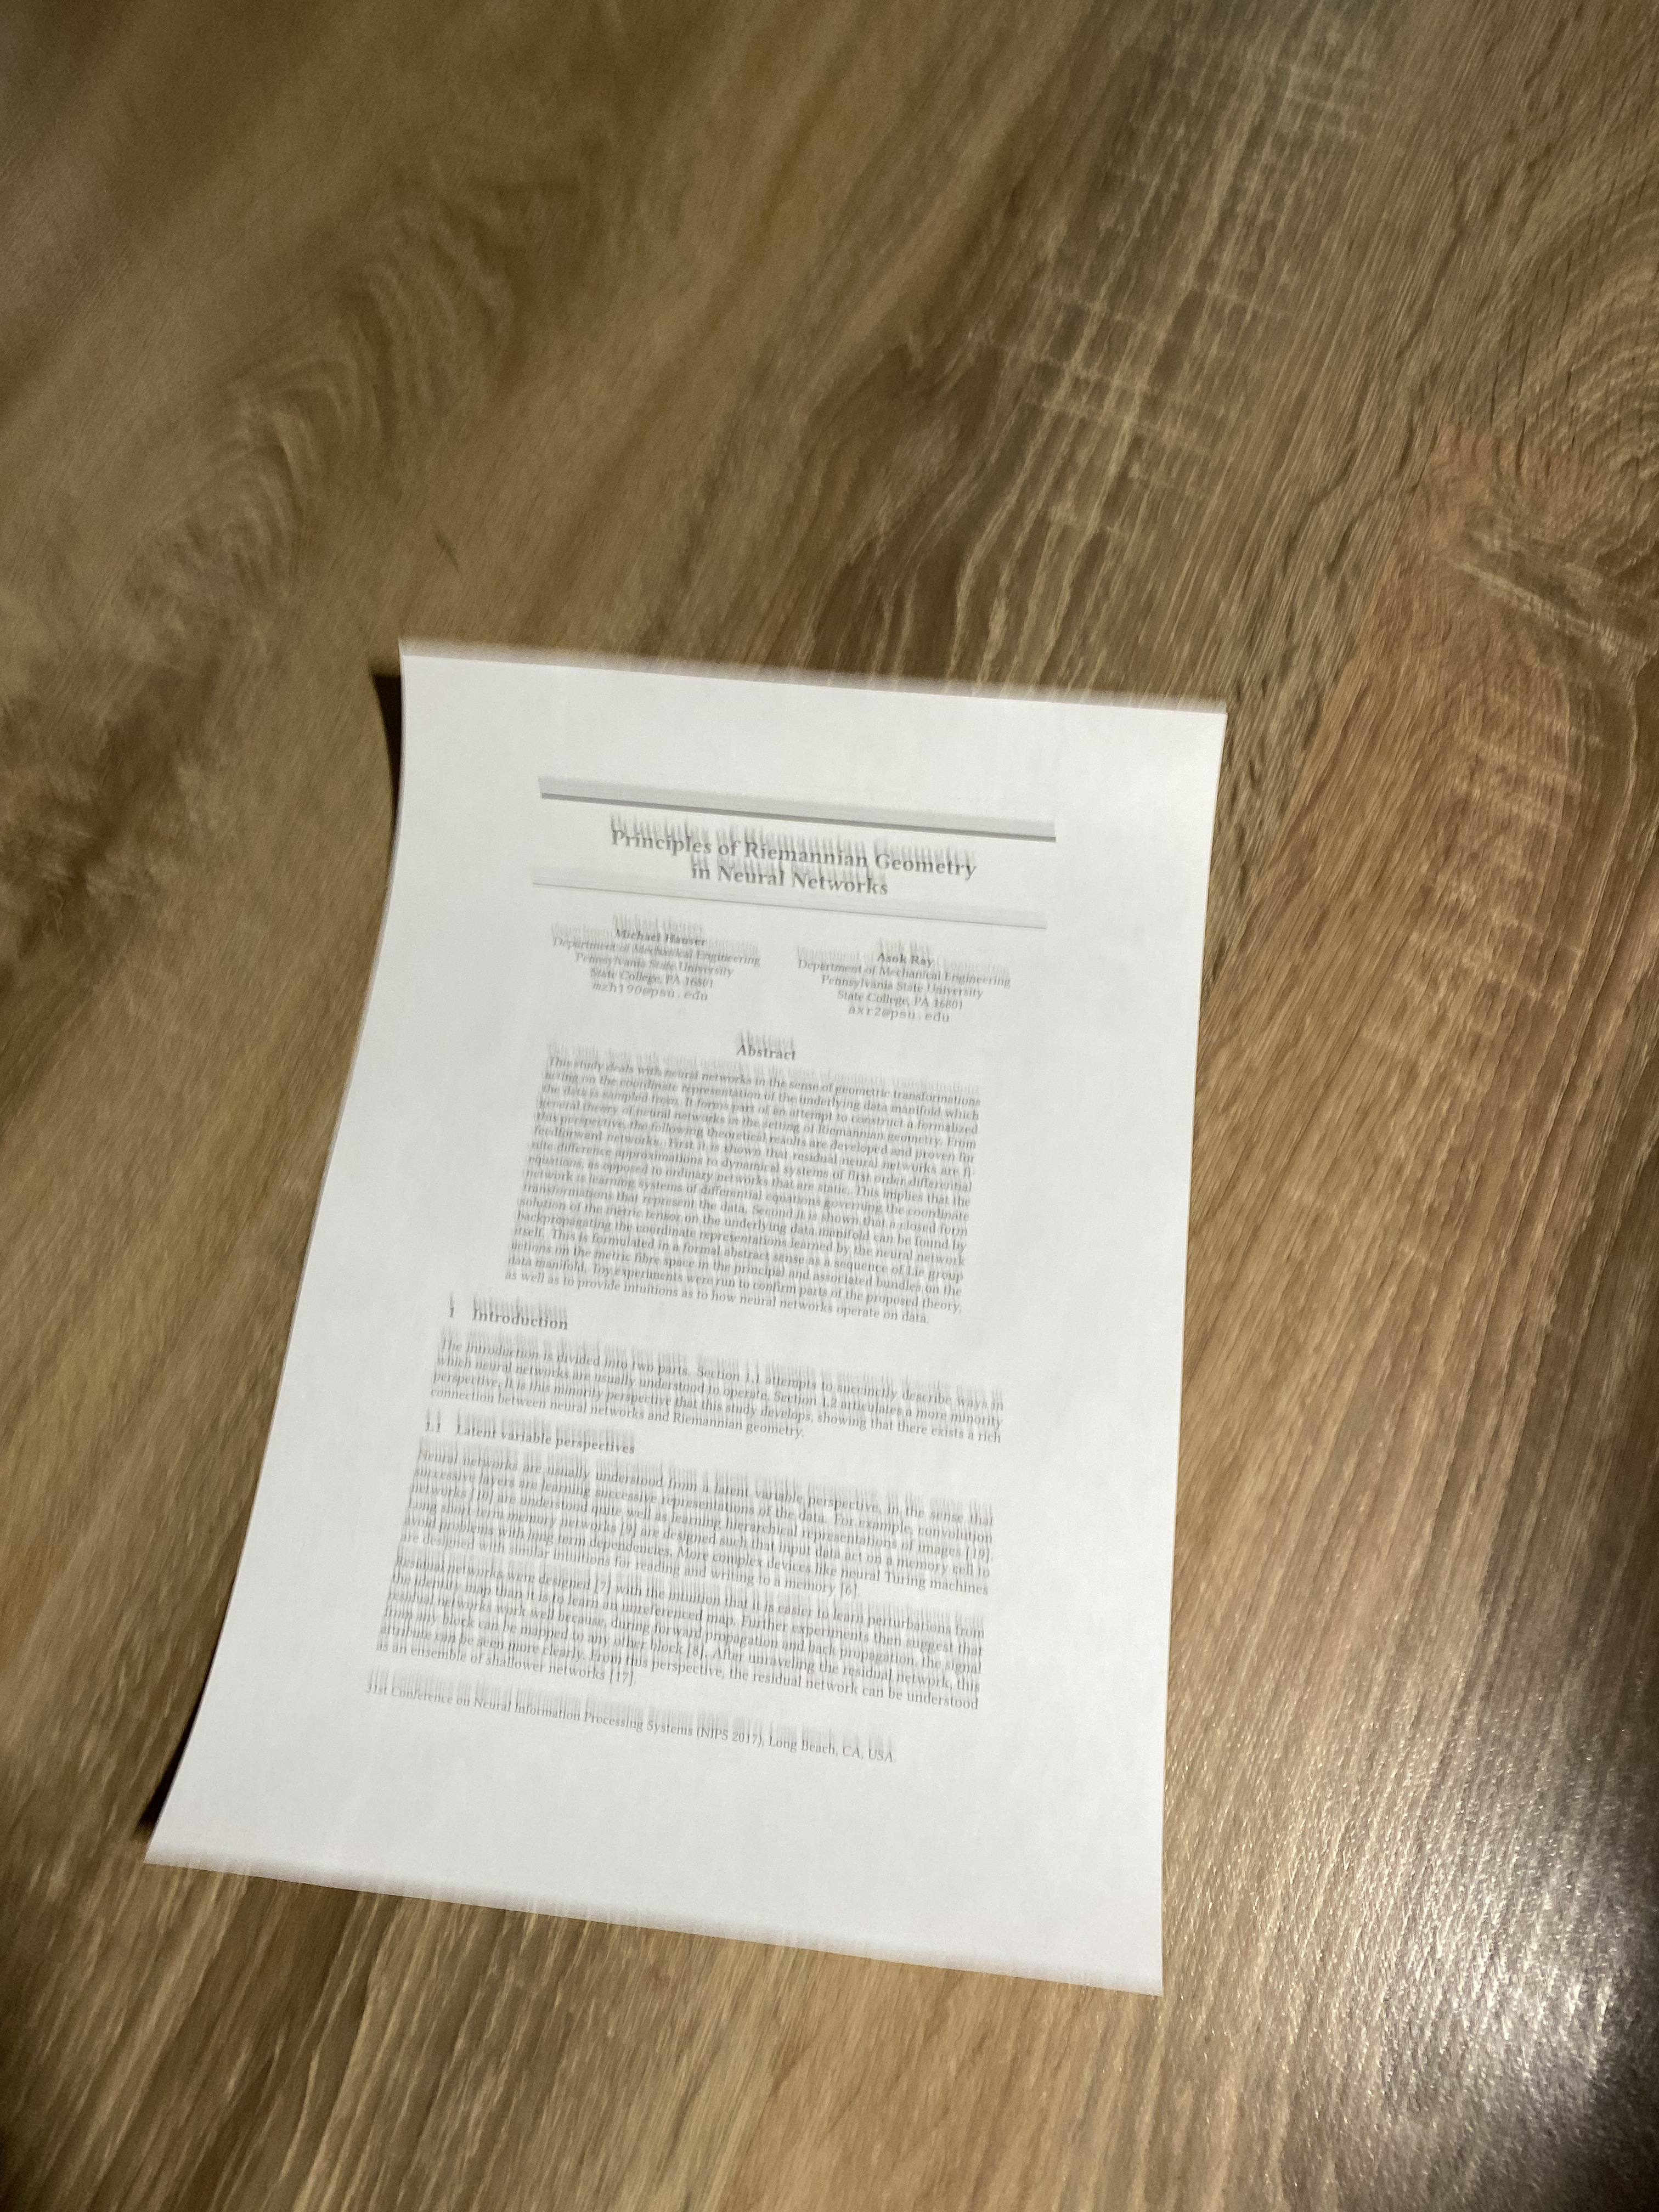 Principles of Riemannian Geometry
in Neural Networks
Michael Hauser
Department of Mechanical Engineering
Pennsylvania State University
State College, PA 16801
mzh190@psu.edu
Asok Ray
Department of Mechanical Engineering
Pennsylvania State University
State College, PA 16801
axr2@psu.edu
Abstract
This study deals with neural networks in the sense of geometric transformations
acting on the coordinate representation of the underlying data manifold which
the data is sampled from. It forms part of an attempt to construct a formalized
general theory of neural networks in the setting of Riemannian geometry. From
this perspective, the following theoretical results are developed and proven for
feedforward networks. First it is shown that residual neural networks are fi-
nite difference approximations to dynamical systems of first order differential
equations, as opposed to ordinary networks that are static. This implies that the
network is learning systems of differential equations governing the coordinate
transformations that represent the data. Second it is shown that a closed form
solution of the metric tensor on the underlying data manifold can be found by
backpropagating the coordinate representations learned by the neural network
itself. This is formulated in a formal abstract sense as a sequence of Lie group
actions on the metric fibre space in the principal and associated bundles on the
data manifold. Toy experiments were run to confirm parts of the proposed theory,
as well as to provide intuitions as to how neural networks operate on data.
1 Introduction
The introduction is divided into two parts. Section 1.1 attempts to succinctly describe ways in
which neural networks are usually understood to operate. Section 1.2 articulates a more minority
perspective. It is this minority perspective that this study develops, showing that there exists a rich
connection between neural networks and Riemannian geometry.
1.1 Latent variable perspectives
Neural networks are usually understood from a latent variable perspective, in the sense that
successive layers are learning successive representations of the data. For example, convolution
networks [10] are understood quite well as learning hierarchical representations of images [19].
Long short term memory networks [9] are designed such that input data act on a memory cell to
avoid problems with long term dependencies. More complex devices like neural Turing machines
are designed with similar intuitions for reading and writing to a memory [6].
Residual networks were designed [7] with the intuition that it is easier to learn perturbations from
the identity map than it is to learn an unreferenced map. Further experiments then suggest that
residual networks work well because, during forward propagation and back propagation, the signal
from any block can be mapped to any other block [8]. After unraveling the residual network, this
attribute can be seen more clearly. From this perspective, the residual network can be understood
as an ensemble of shallower networks [17].
31st Conference on Neural Information Processing Systems (NIPS 2017), Long Beach, CA, USA.